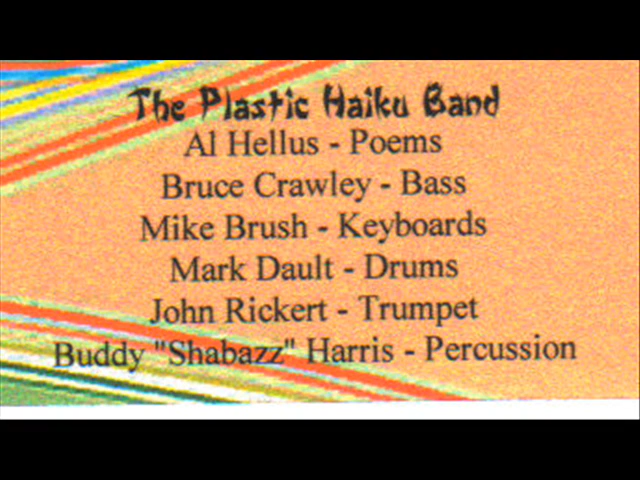 The Plastic Haiku Band
Al Hellus - Poems
Bruce Crawley - Bass
Mike Brush - Keyboards
Mark Dault - Drums
John Rickert - Trumpet
Buddy "Shabazz" Harris - Percussion